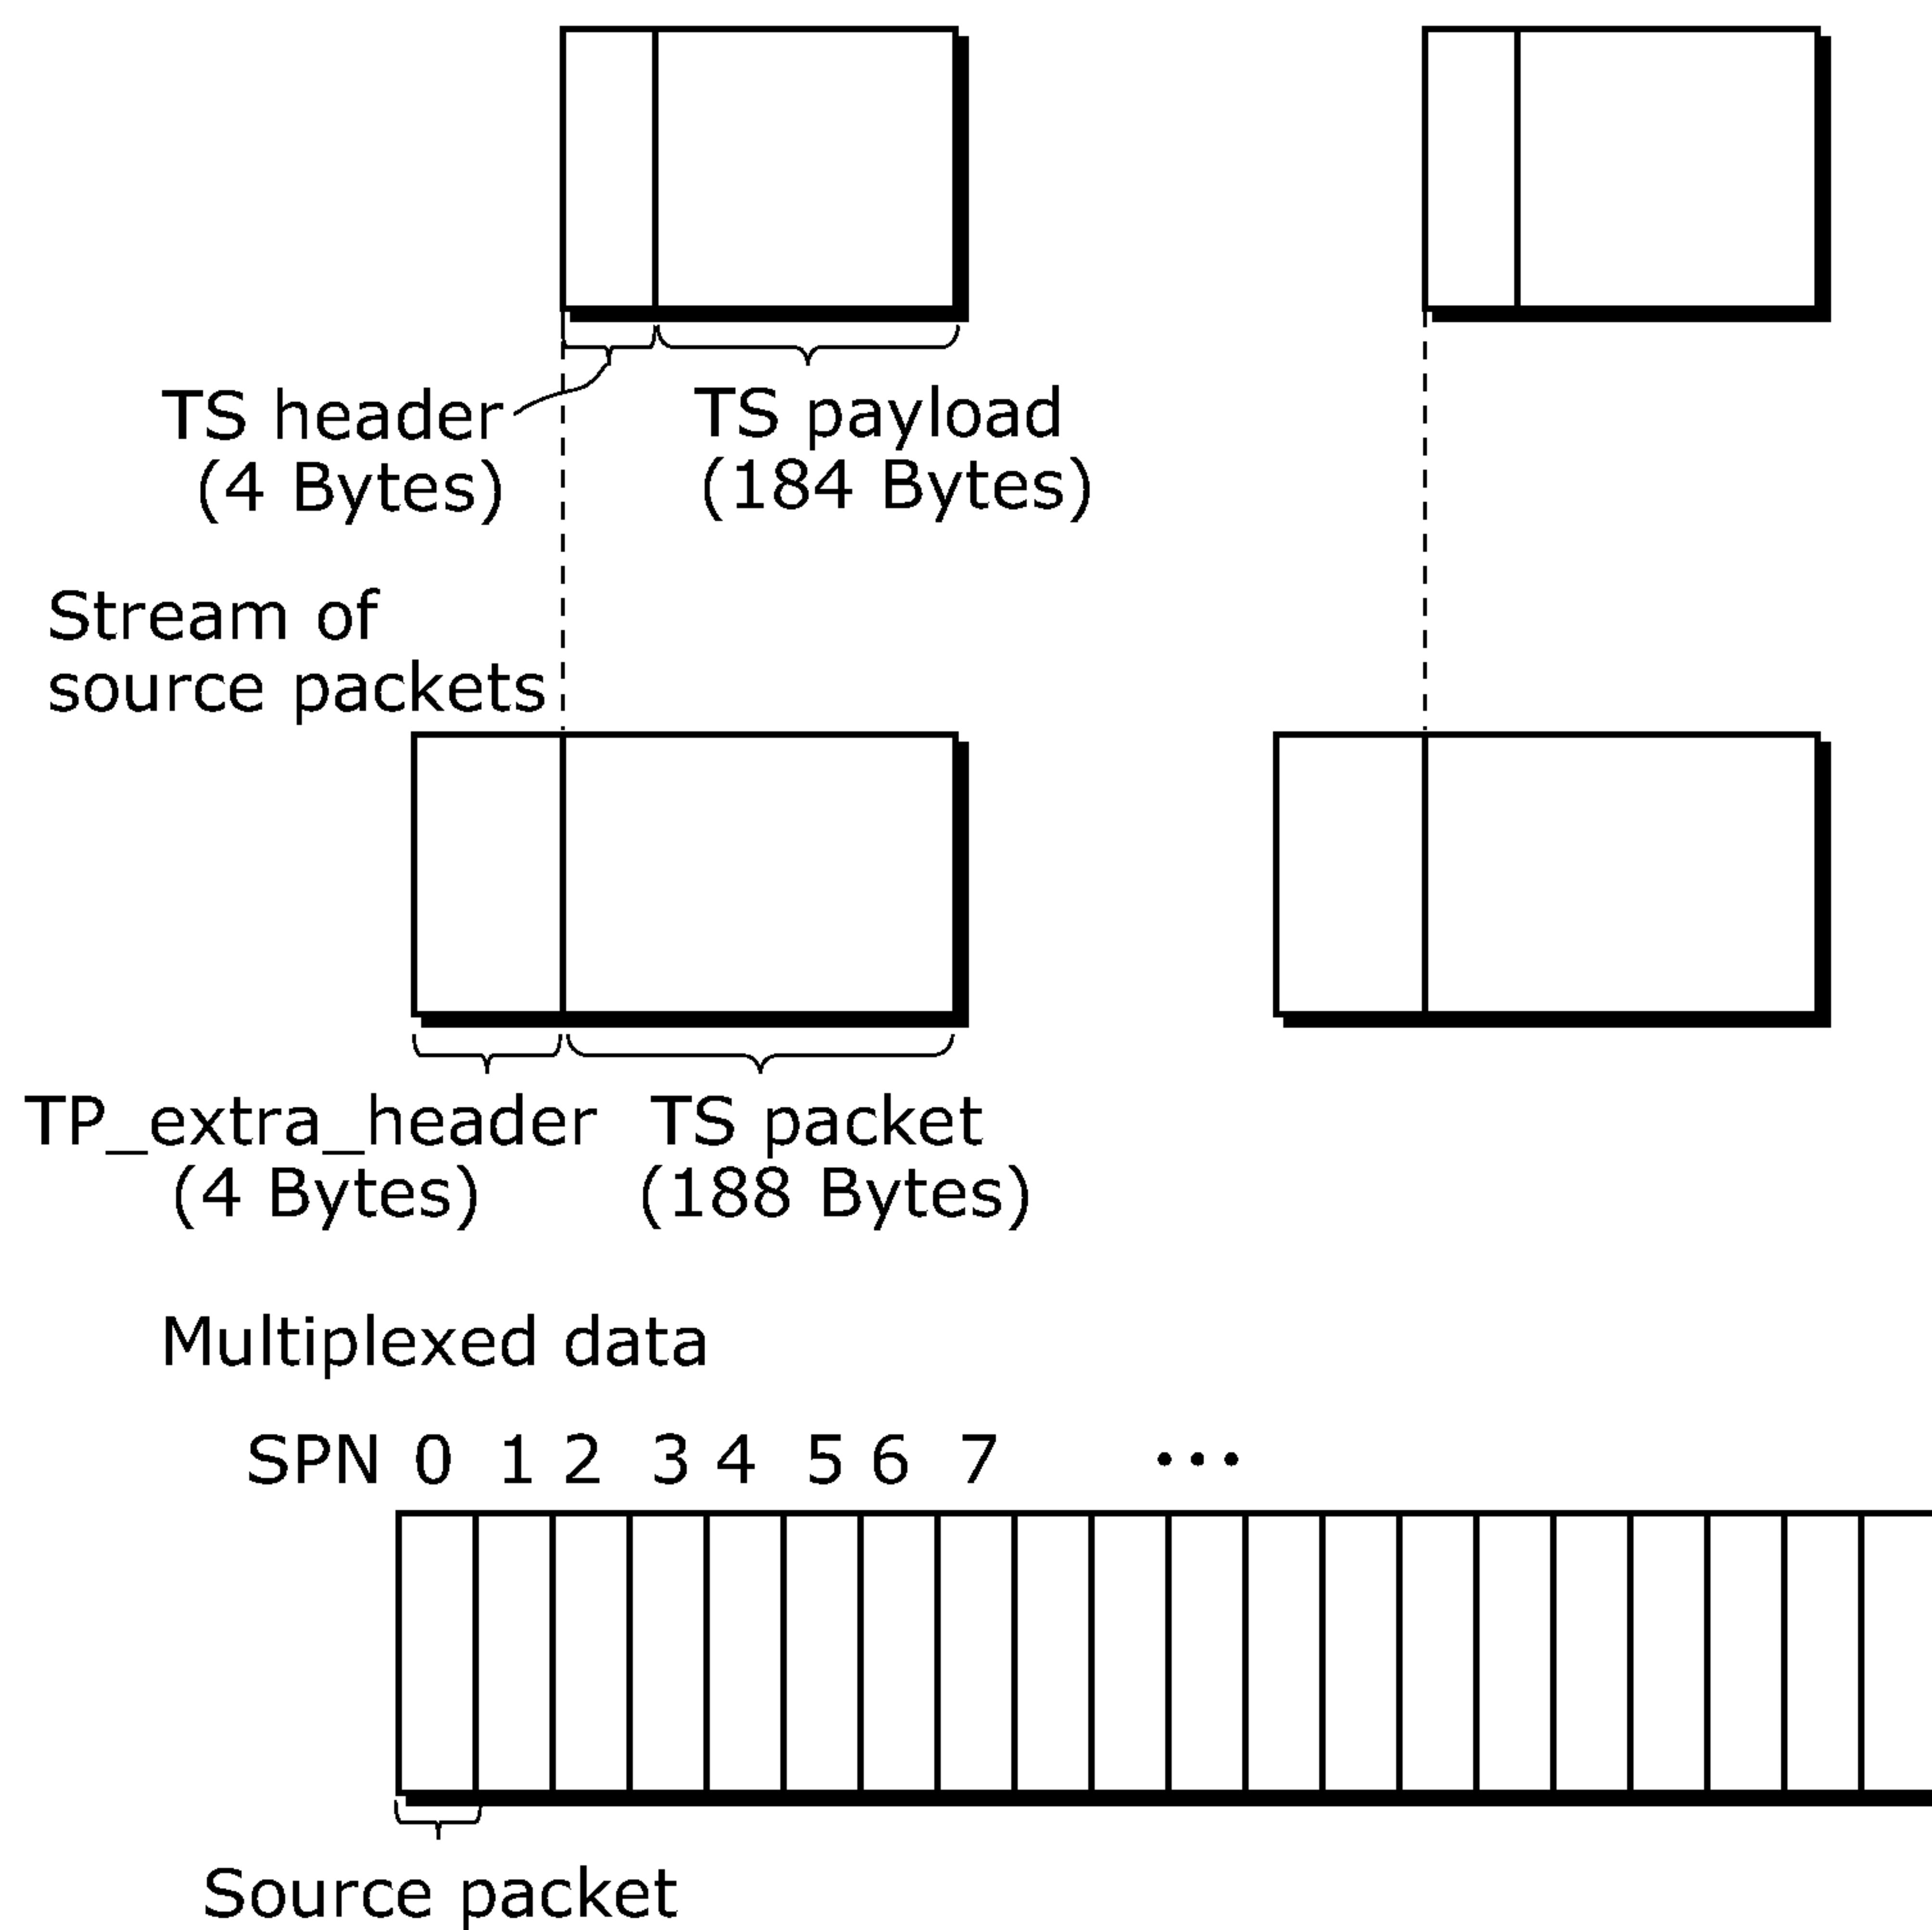 TS header
(4 Bytes)
TS payload
(184 Bytes)
Stream of
source packets
TP_extra_header
(4 Bytes)
TS packet
(188 Bytes)
Multiplexed data
SPN 0 1 2 3 4 5 6 7 •••
Source packet